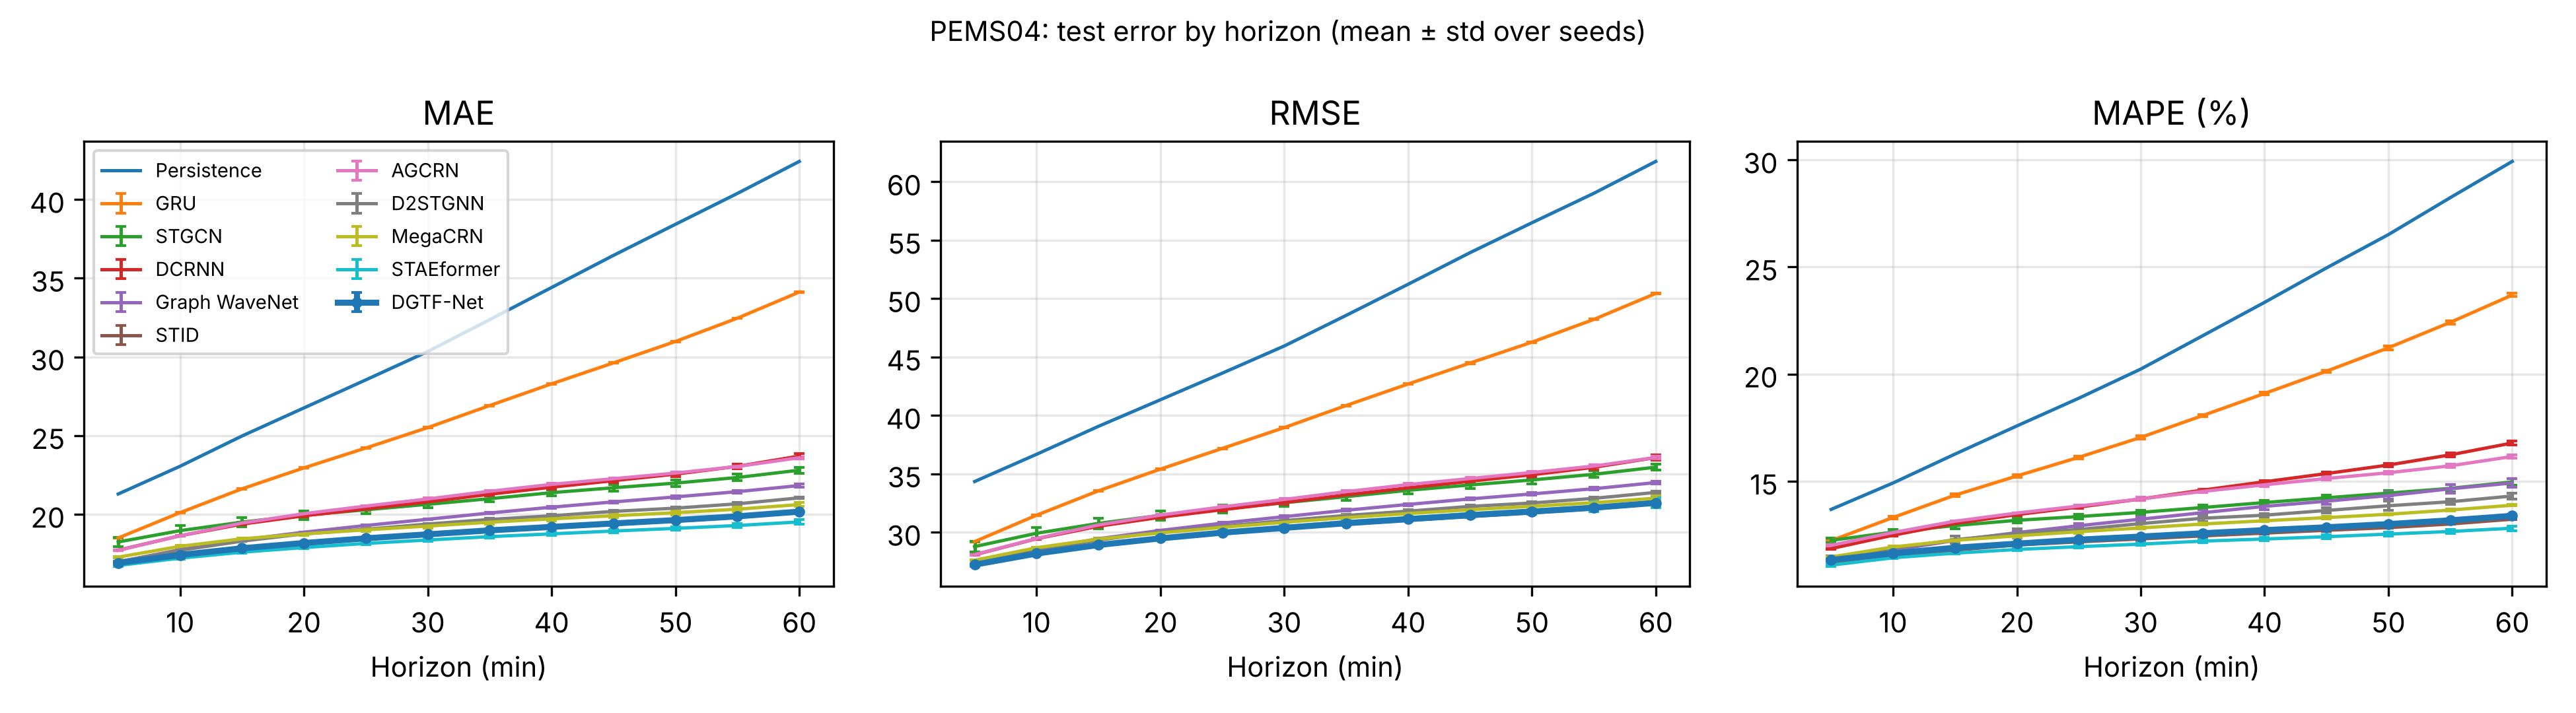 PEMS04: test error by horizon (mean ± std over seeds)
MAE
RMSE
MAPE (%)
Persistence
GRU
STGCN
DCRNN
Graph WaveNet
STID
AGCRN
D2STGNN
MegaCRN
STAEformer
DGTF-Net
40
35
30
25
20
10 20 30 40 50 60
Horizon (min)
60
55
50
45
40
35
30
10 20 30 40 50 60
Horizon (min)
30
25
20
15
10 20 30 40 50 60
Horizon (min)